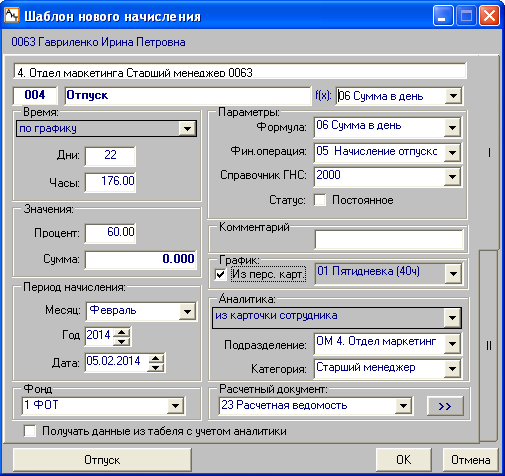 Шаблон нового начисления
0063 Гавриленко Ирина Петровна
4. Отдел маркетинга Старший менеджер 0063
004 Отпуск f(x): 06 Сумма в день
Время:
по графику
Дни: 22
Часы: 176.00
Значения:
Процент: 60.00
Сумма: 0.000
Период начисления:
Месяц: Февраль
Год 2014
Дата: 05.02.2014
Фонд
1 ФОТ
Параметры:
Формула: 06 Сумма в день
Фин.операция: 05 Начисление отпускс
Справочник ГНС: 2000
Статус: Постоянное
Комментарий
График:
Из перс. карт. 01 Пятидневка (40ч)
Аналитика:
из карточки сотрудника
Подразделение: ОМ 4. Отдел маркетинг
Категория: Старший менеджер
Расчетный документ:
23 Расчетная ведомость >>
I
II
Получать данные из табеля с учетом аналитики
Отпуск OK Отмена